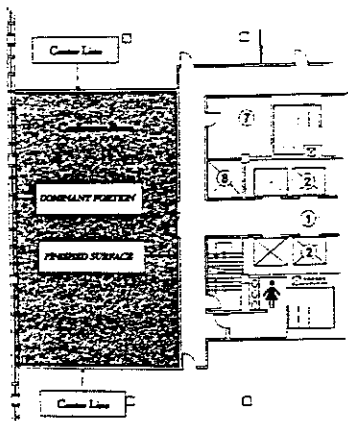 Center Line
7
8
2
DOMINANT PORTION
1
FINISHED SURFACE
2
Center Line